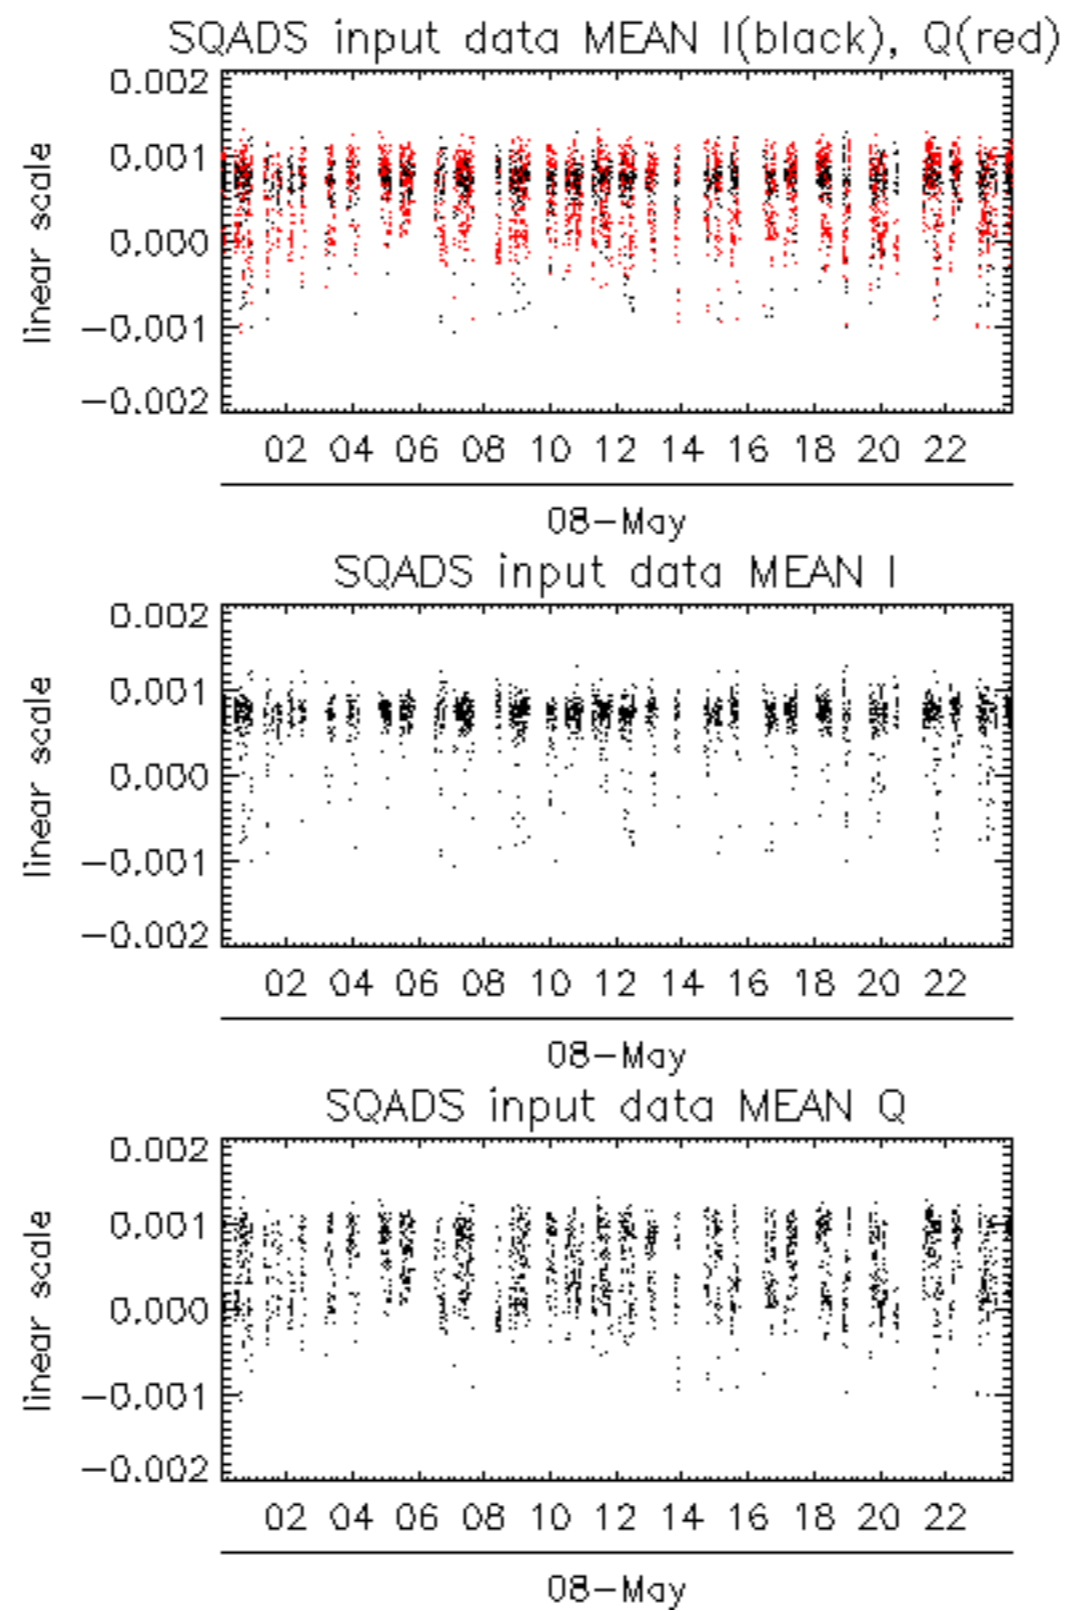 SQADS input data MEAN I(black), Q(red)
0.002
0.001
0.000
−0.001
−0.002
linear scale
02 04 06 08 10 12 14 16 18 20 22
08−May
SQADS input data MEAN I
0.002
0.001
0.000
−0.001
−0.002
linear scale
02 04 06 08 10 12 14 16 18 20 22
08−May
SQADS input data MEAN Q
0.002
0.001
0.000
−0.001
−0.002
linear scale
02 04 06 08 10 12 14 16 18 20 22
08−May